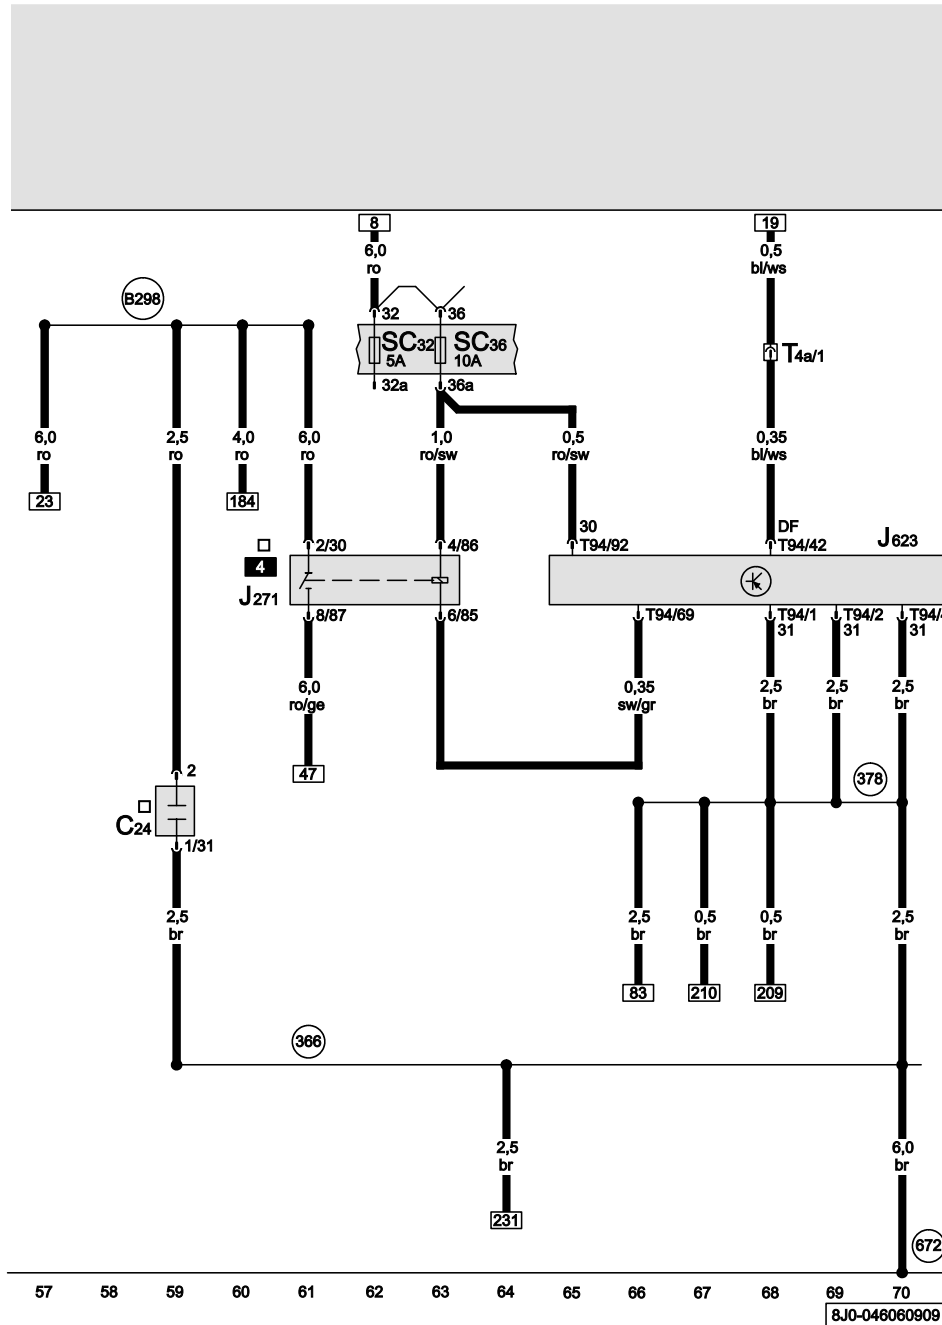 8
19
6,0
ro
0,5
bl/ws
B298
32
36
SC32
5A
SC36
10A
T4a/1
32a
36a
6,0
ro
2,5
ro
4,0
ro
6,0
ro
1,0
ro/sw
0,5
ro/sw
0,35
bl/ws
23
184
30
DF
J623
2/30
4/86
T94/92
T94/42
4
J271
8/87
6/85
T94/69
T94/1
31
T94/2
31
T94/4
31
6,0
ro/ge
0,35
sw/gr
2,5
br
2,5
br
2,5
br
47
2
378
C24
1/31
2,5
br
2,5
br
0,5
br
0,5
br
2,5
br
83
210
209
366
2,5
br
6,0
br
231
672
57 58 59 60 61 62 63 64 65 66 67 68 69 70
8J0-046060909